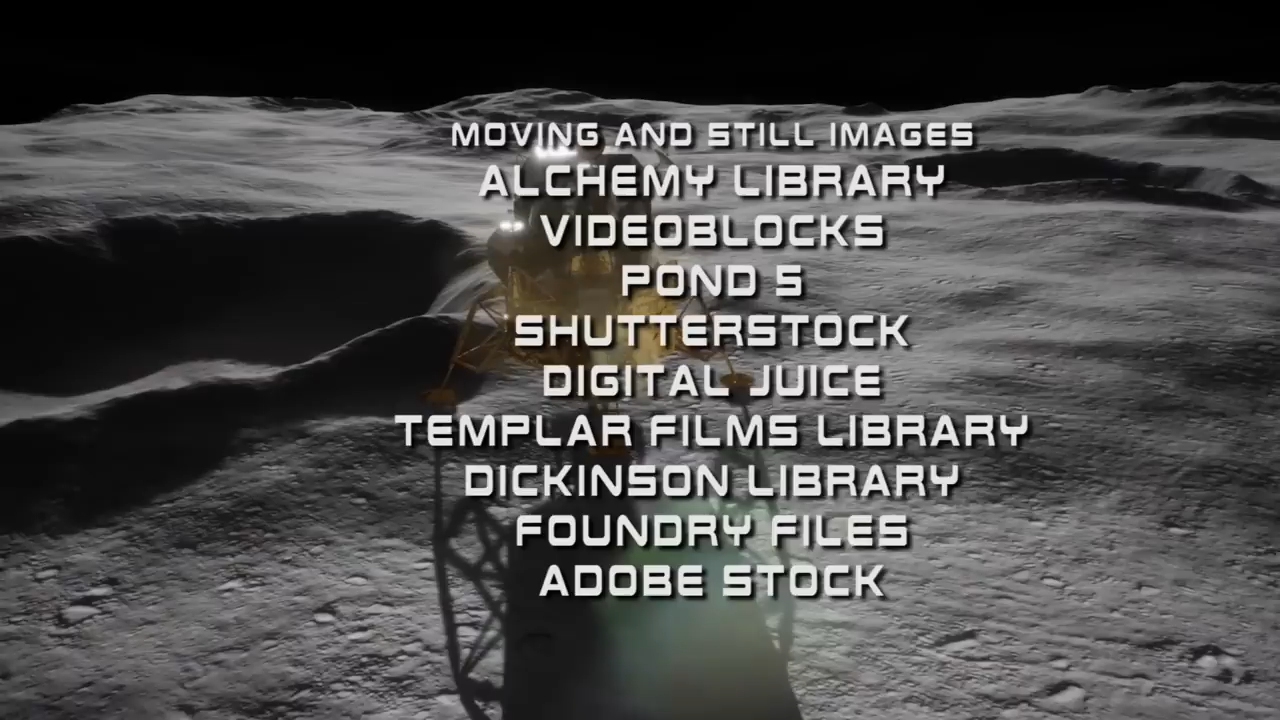 MOVING AND STILL IMAGES
ALCHEMY LIBRARY
VIDEOBLOCKS
POND 5
SHUTTERSTOCK
DIGITAL JUICE
TEMPLAR FILMS LIBRARY
DICKINSON LIBRARY
FOUNDRY FILES
ADOBE STOCK